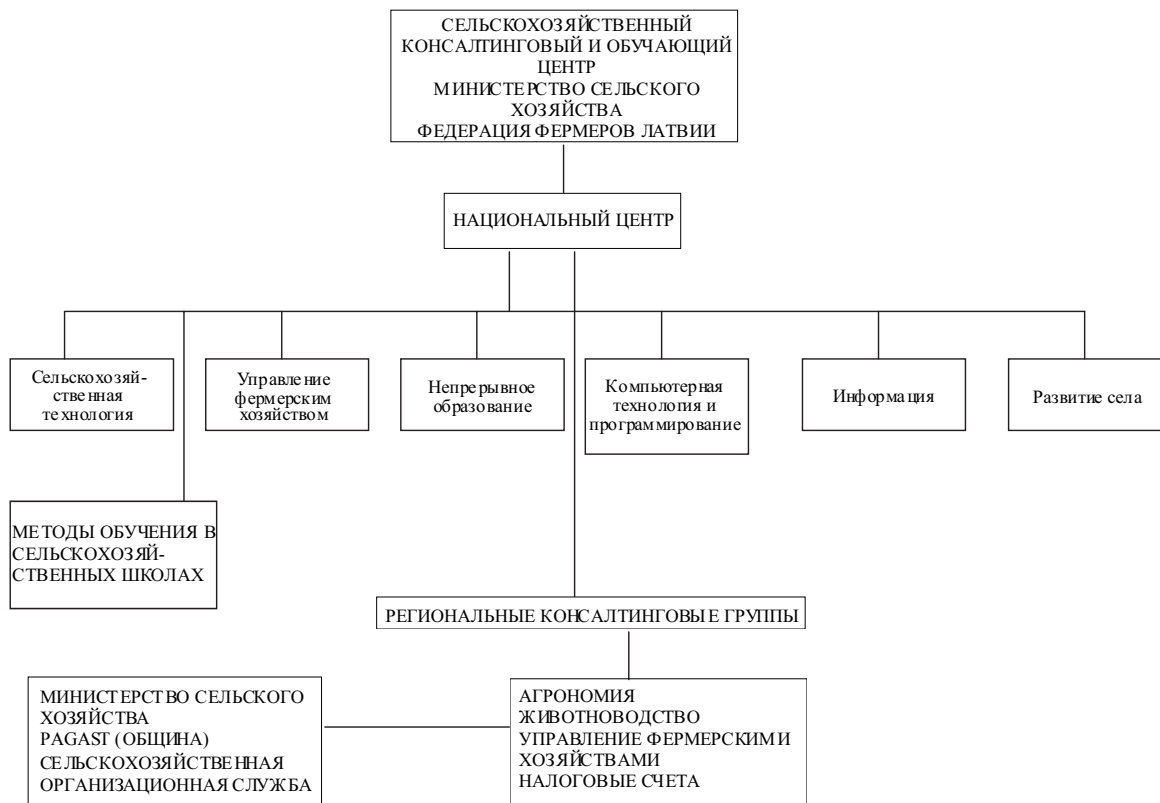 СЕЛЬСКОХОЗЯЙСТВЕННЫЙ
КОНСАЛТИНГОВЫЙ И ОБУЧАЮЩИЙ
ЦЕНТР
МИНИСТЕРСТВО СЕЛЬСКОГО
ХОЗЯЙСТВА
ФЕДЕРАЦИЯ ФЕРМЕРОВ ЛАТВИИ
НАЦИОНАЛЬНЫЙ ЦЕНТР
Сельскохозяй-
ственная
технология
Управление
фермерским
хозяйством
Непрерывное
образование
Компьютерная
технология и
программирование
Информация
Развитие села
МЕТОДЫ ОБУЧЕНИЯ В
СЕЛЬСКОХОЗЯЙ-
СТВЕННЫХ ШКОЛАХ
РЕГИОНАЛЬНЫЕ КОНСАЛТИНГОВЫЕ ГРУППЫ
МИНИСТЕРСТВО СЕЛЬСКОГО
ХОЗЯЙСТВА
PAGAST (ОБЩИНА)
СЕЛЬСКОХОЗЯЙСТВЕННАЯ
ОРГАНИЗАЦИОННАЯ СЛУЖБА
АГРОНОМИЯ
ЖИВОТНОВОДСТВО
УПРАВЛЕНИЕ ФЕРМЕРСКИМИ
ХОЗЯЙСТВАМИ
НАЛОГОВЫЕ СЧЕТА